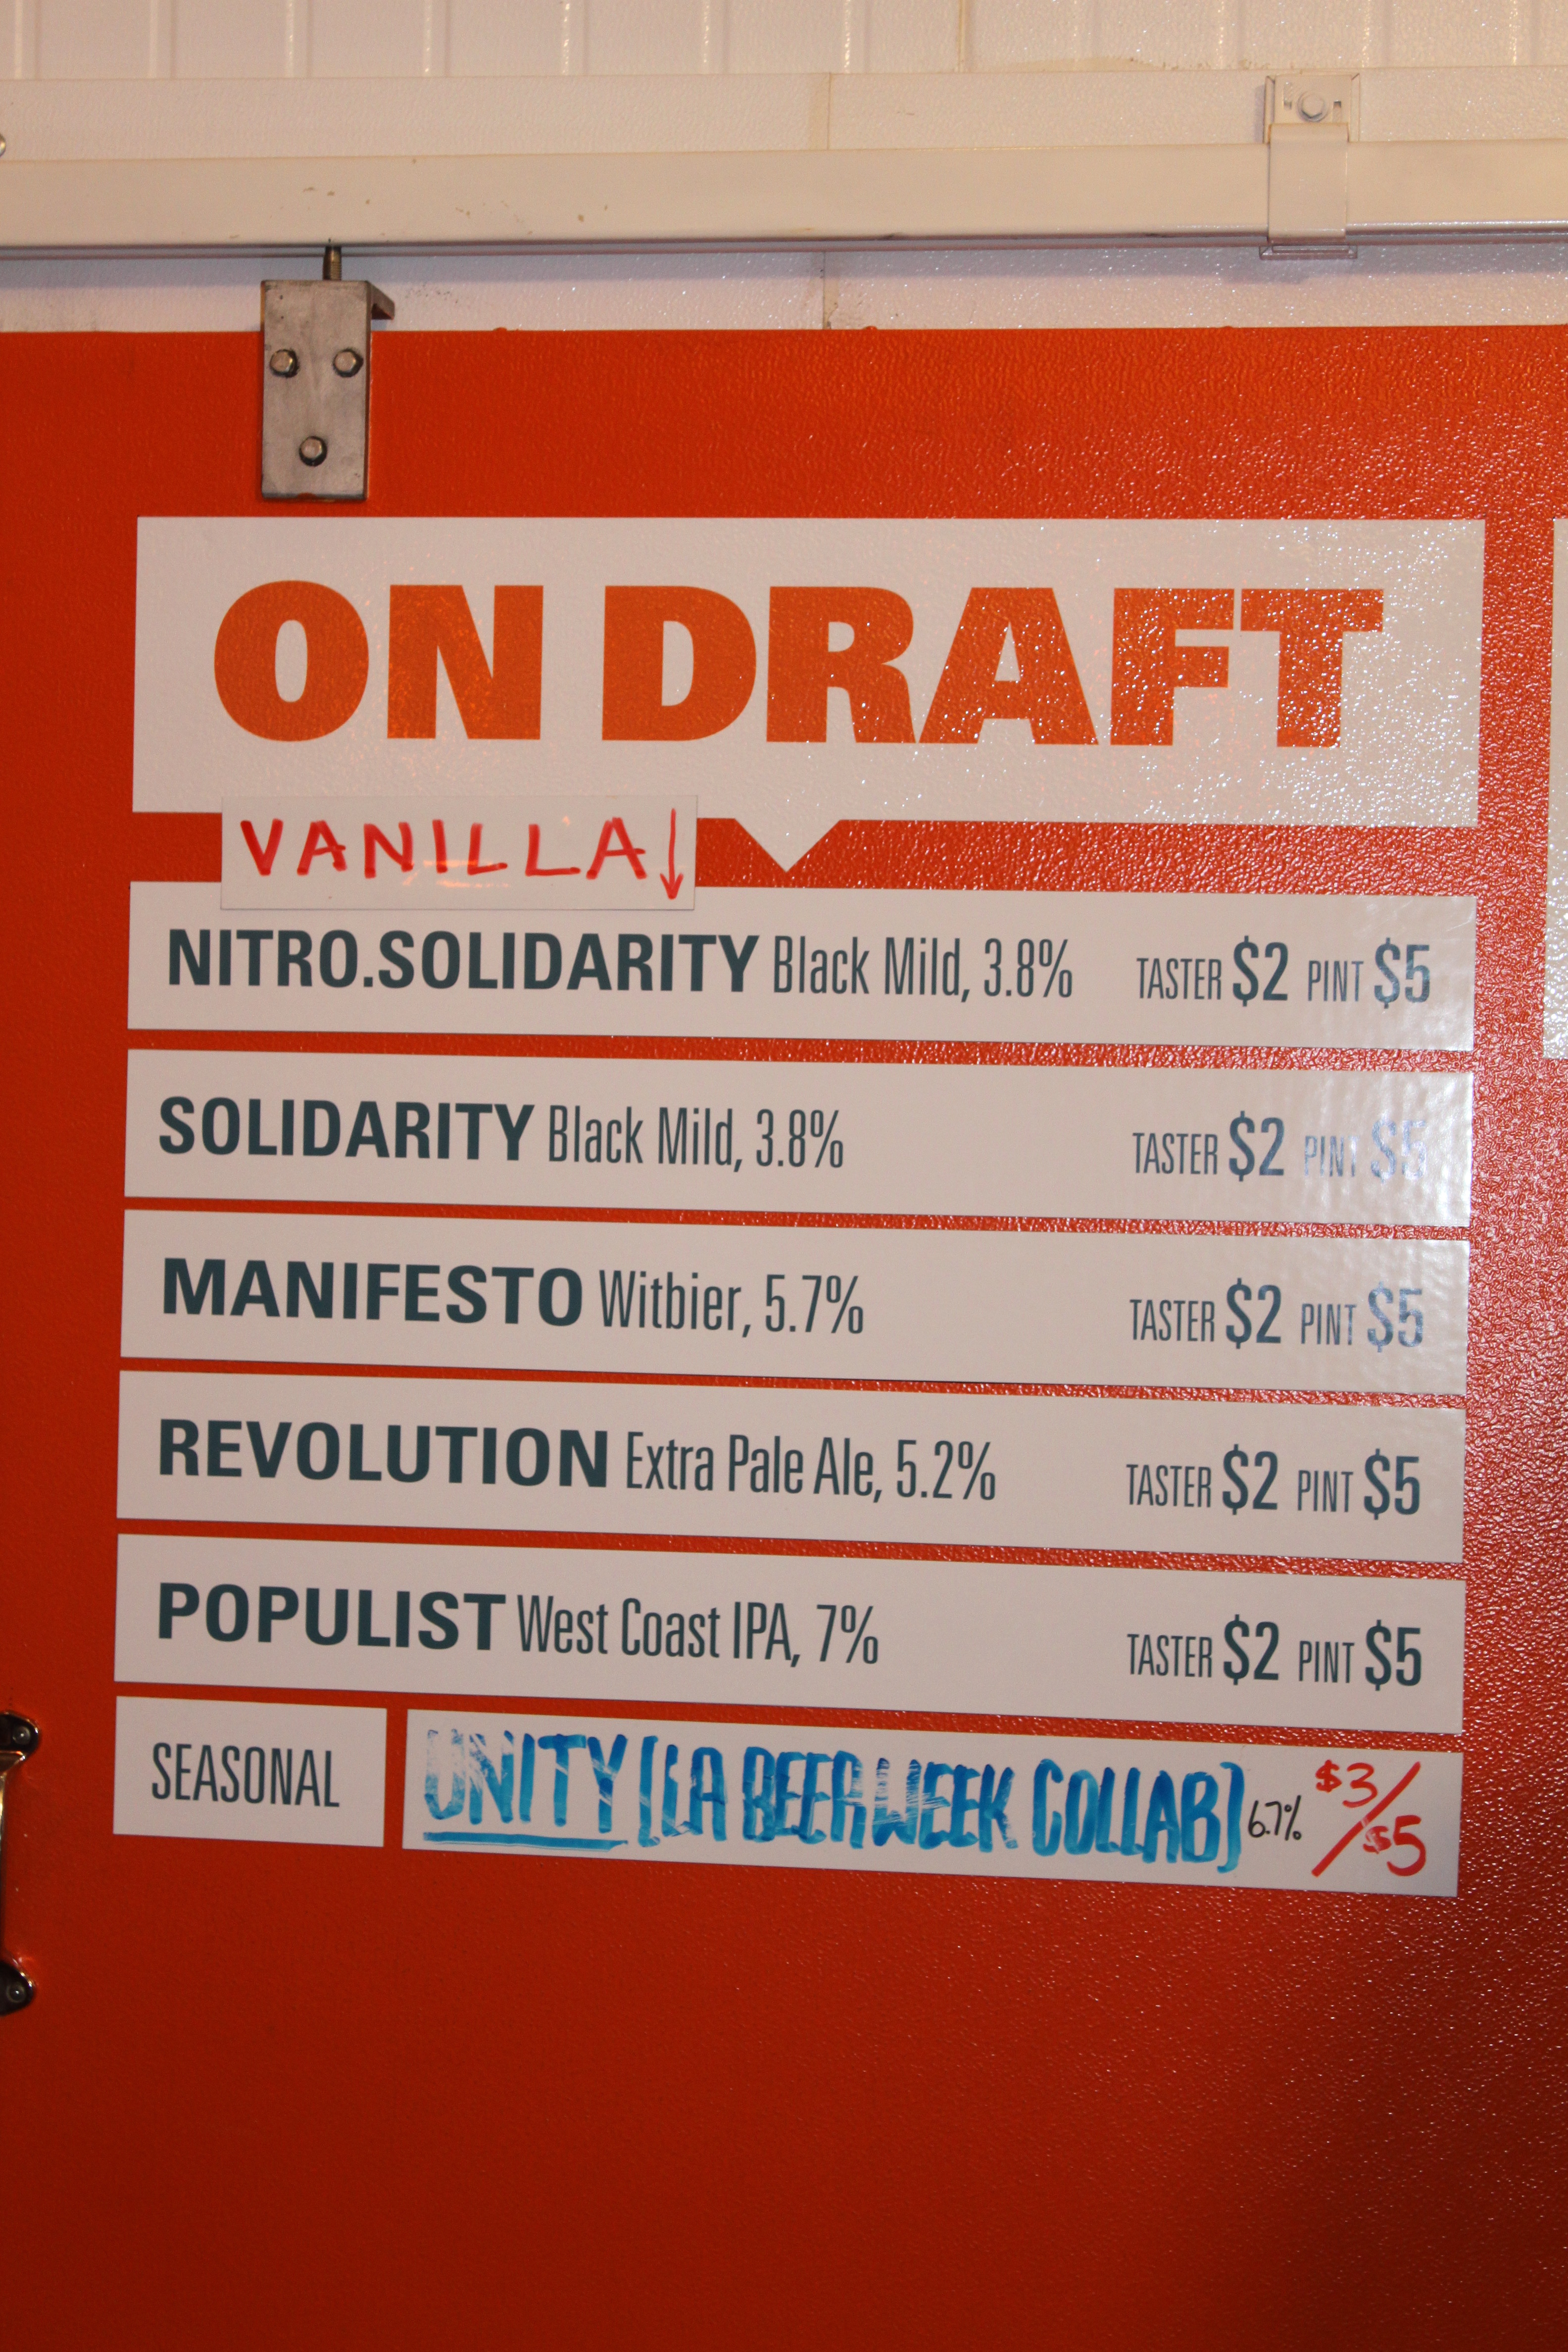 ON DRAFT
VANILLA ↓
NITRO.SOLIDARITY Black Mild, 3.8% TASTER $2 PINT $5
SOLIDARITY Black Mild, 3.8% TASTER $2 PINT $5
MANIFESTO Witbier, 5.7% TASTER $2 PINT $5
REVOLUTION Extra Pale Ale, 5.2% TASTER $2 PINT $5
POPULIST West Coast IPA, 7% TASTER $2 PINT $5
SEASONAL UNITY [LA BEER WEEK COLLAB] 6.7% $3/$5